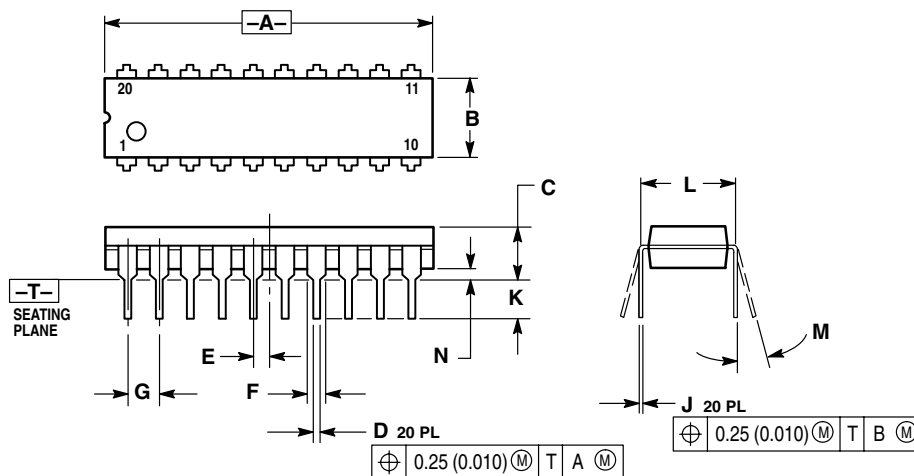 –A–
20
11
B
1
10
C
L
–T–
SEATING
PLANE
K
M
E
N
G
F
J 20 PL
D 20 PL
⌖ 0.25 (0.010) Ⓜ T B Ⓜ
⌖ 0.25 (0.010) Ⓜ T A Ⓜ